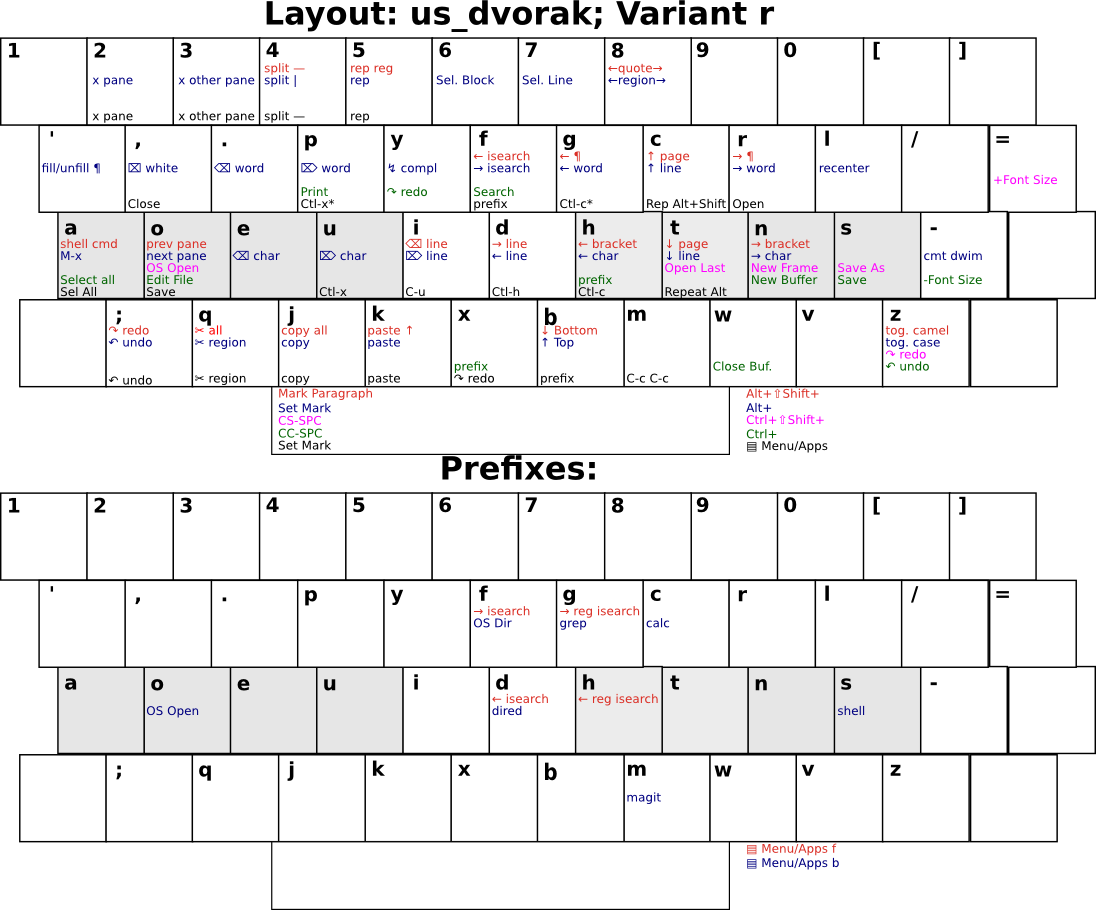 Layout: us_dvorak; Variant r
1 2 3 4 5 6 7 8 9 0 [ ]
split — rep reg ←quote→
x pane x other pane split | rep Sel. Block Sel. Line ←region→
x pane x other pane split — rep
' , . p y f g c r l / =
← isearch ← ¶ ↑ page → ¶
fill/unfill ¶ ⌧ white ⌫ word ⌦ word ↯ compl → isearch ← word ↑ line → word recenter
+Font Size
Print ↷ redo Search
Close Ctl-x* prefix Ctl-c* Rep Alt+Shift Open
a o e u i d h t n s -
shell cmd prev pane ⌫ line → line ← bracket ↓ page → bracket
M-x next pane ⌫ char ⌦ char ⌦ line ← line ← char ↓ line → char cmt dwim
OS Open Open Last New Frame Save As
Select all Edit File prefix New Buffer Save -Font Size
Sel All Save Ctl-x C-u Ctl-h Ctl-c Repeat Alt
; q j k x b m w v z
↷ redo ✂ all copy all paste ↑ ↓ Bottom tog. camel
↶ undo ✂ region copy paste ↑ Top tog. case
↷ redo
prefix Close Buf. ↶ undo
↶ undo ✂ region copy paste ↷ redo prefix C-c C-c
Mark Paragraph Alt+⇧Shift+
Set Mark Alt+
CS-SPC Ctrl+⇧Shift+
CC-SPC Ctrl+
Set Mark ▤ Menu/Apps
Prefixes:
1 2 3 4 5 6 7 8 9 0 [ ]
' , . p y f g c r l / =
→ isearch → reg isearch
OS Dir grep calc
a o e u i d h t n s -
← isearch ← reg isearch
OS Open dired shell
; q j k x b m w v z
magit
▤ Menu/Apps f
▤ Menu/Apps b